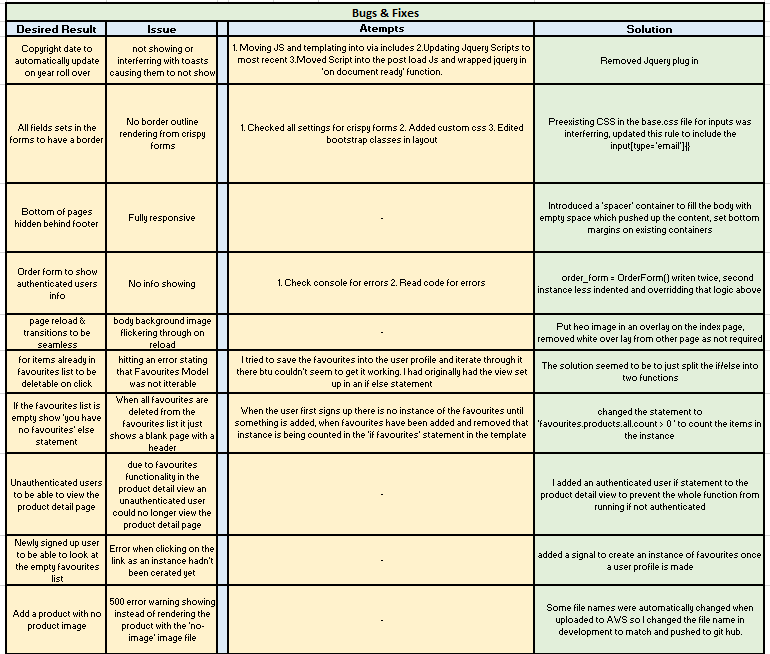 Bugs & Fixes
Desired Result
Issue
Atempts
Solution
Copyright date to
automatically update
on year roll over
not showing or
interferring with toasts
causing them to not show
1. Moving JS and templating into via includes 2.Updating Jquery Scripts to
most recent 3.Moved Script into the post load Js and wrapped jquery in
'on document ready' function.
Removed Jquery plug in
All fields sets in the
forms to have a border
No border outline
rendering from crispy
forms
1. Checked all settings for crispy forms 2. Added custom css 3. Edited
bootstrap classes in layout
Preexisting CSS in the base.css file for inputs was
interferring, updated this rule to include the
input[type='email']{}
Bottom of pages
hidden behind footer
Fully responsive
-
Introduced a 'spacer' container to fill the body with
empty space which pushed up the content, set bottom
margins on existing containers
Order form to show
authenticated users
info
No info showing
1. Check console for errors 2. Read code for errors
order_form = OrderForm() writen twice, second
instance less indented and overridding that logic above
page reload &
transitions to be
seamless
body background image
flickering through on
reload
-
Put heo image in an overlay on the index page,
removed white over lay from other page as not required
for items already in
favourites list to be
deletable on click
hitting an error stating
that Favourites Model
was not itterable
I tried to save the favourites into the user profile and iterate through it
there btu couldn't seem to get it working. I had originally had the view set
up in an if else statement
The solution seemed to be to just split the if/else into
two functions
If the favourites list is
empty show 'you have
no favourites' else
statement
When all favourites are
deleted from the
favourites list it just
shows a blank page with a
header
When the user first signs up there is no instance of the favourites until
something is added, when favourites have been added and removed that
instance is being counted in the 'if favourites' statement in the template
changed the statement to
'favourites.products.all.count > 0 ' to count the items in
the instance
Unauthenticated users
to be able to view the
product detail page
due to favourites
functionality in the
product detail view an
unauthenticated user
could no longer view the
product detail page
-
I added an authenticated user if statement to the
product detail view to prevent the whole function from
running if not authenticated
Newly signed up user
to be able to look at
the empty favourites
list
Error when clicking on the
link as an instance hadn't
been cerated yet
-
added a signal to create an instance of favourites once
a user profile is made
Add a product with no
product image
500 error warning showing
instead of rendering the
product with the 'no-
image' image file
-
Some file names were automatically changed when
uploaded to AWS so I changed the file name in
development to match and pushed to git hub.